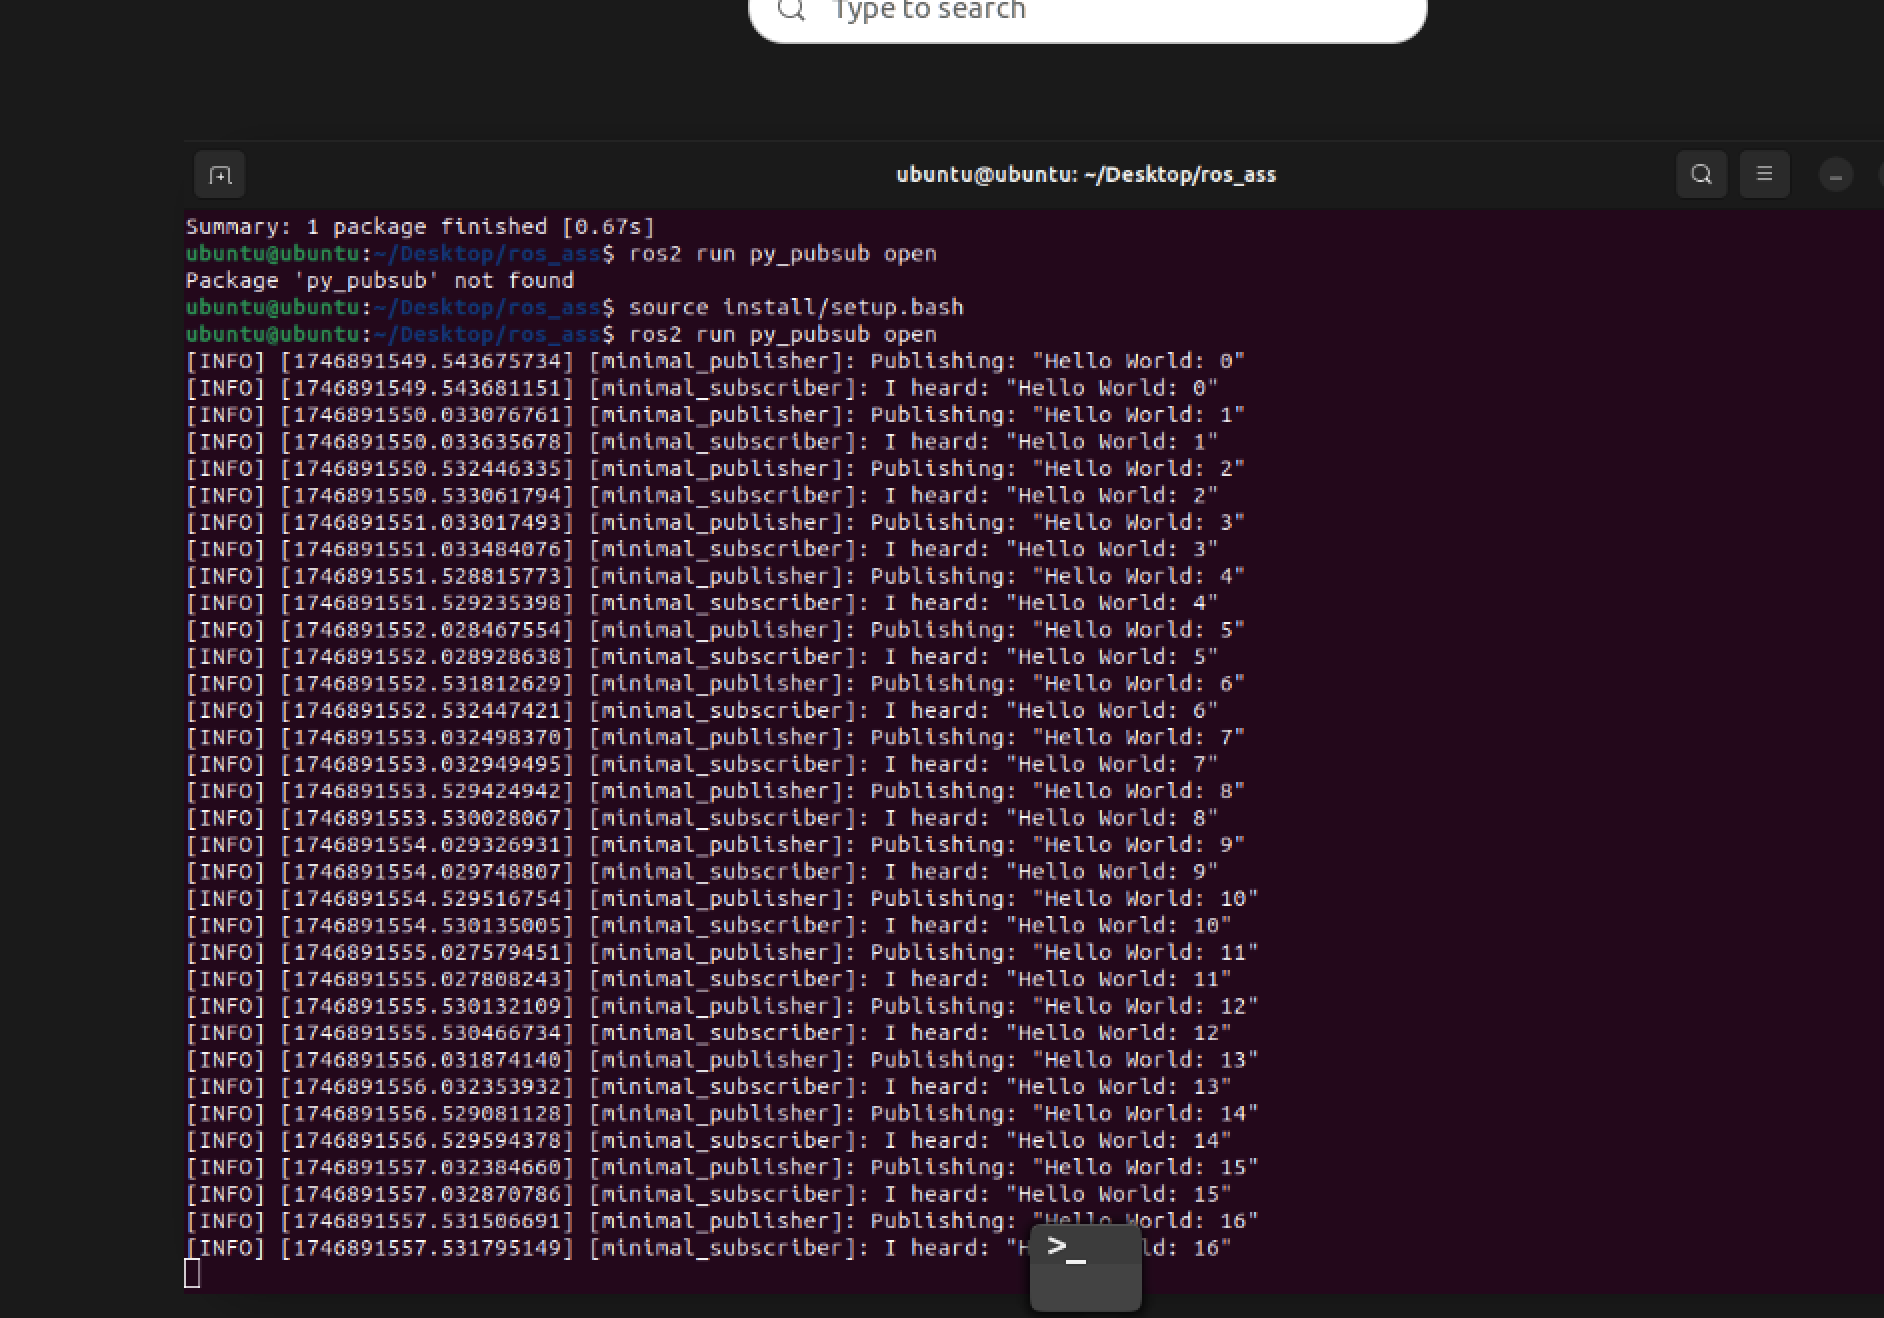 Type to search
ubuntu@ubuntu: ~/Desktop/ros_ass
Summary: 1 package finished [0.67s]
ubuntu@ubuntu:~/Desktop/ros_ass$ ros2 run py_pubsub open
Package 'py_pubsub' not found
ubuntu@ubuntu:~/Desktop/ros_ass$ source install/setup.bash
ubuntu@ubuntu:~/Desktop/ros_ass$ ros2 run py_pubsub open
[INFO] [1746891549.543675734] [minimal_publisher]: Publishing: "Hello World: 0"
[INFO] [1746891549.543681151] [minimal_subscriber]: I heard: "Hello World: 0"
[INFO] [1746891550.033076761] [minimal_publisher]: Publishing: "Hello World: 1"
[INFO] [1746891550.033635678] [minimal_subscriber]: I heard: "Hello World: 1"
[INFO] [1746891550.532446335] [minimal_publisher]: Publishing: "Hello World: 2"
[INFO] [1746891550.533061794] [minimal_subscriber]: I heard: "Hello World: 2"
[INFO] [1746891551.033017493] [minimal_publisher]: Publishing: "Hello World: 3"
[INFO] [1746891551.033484076] [minimal_subscriber]: I heard: "Hello World: 3"
[INFO] [1746891551.528815773] [minimal_publisher]: Publishing: "Hello World: 4"
[INFO] [1746891551.529235398] [minimal_subscriber]: I heard: "Hello World: 4"
[INFO] [1746891552.028467554] [minimal_publisher]: Publishing: "Hello World: 5"
[INFO] [1746891552.028928638] [minimal_subscriber]: I heard: "Hello World: 5"
[INFO] [1746891552.531812629] [minimal_publisher]: Publishing: "Hello World: 6"
[INFO] [1746891552.532447421] [minimal_subscriber]: I heard: "Hello World: 6"
[INFO] [1746891553.032498370] [minimal_publisher]: Publishing: "Hello World: 7"
[INFO] [1746891553.032949495] [minimal_subscriber]: I heard: "Hello World: 7"
[INFO] [1746891553.529424942] [minimal_publisher]: Publishing: "Hello World: 8"
[INFO] [1746891553.530028067] [minimal_subscriber]: I heard: "Hello World: 8"
[INFO] [1746891554.029326931] [minimal_publisher]: Publishing: "Hello World: 9"
[INFO] [1746891554.029748807] [minimal_subscriber]: I heard: "Hello World: 9"
[INFO] [1746891554.529516754] [minimal_publisher]: Publishing: "Hello World: 10"
[INFO] [1746891554.530135005] [minimal_subscriber]: I heard: "Hello World: 10"
[INFO] [1746891555.027579451] [minimal_publisher]: Publishing: "Hello World: 11"
[INFO] [1746891555.027808243] [minimal_subscriber]: I heard: "Hello World: 11"
[INFO] [1746891555.530132109] [minimal_publisher]: Publishing: "Hello World: 12"
[INFO] [1746891555.530466734] [minimal_subscriber]: I heard: "Hello World: 12"
[INFO] [1746891556.031874140] [minimal_publisher]: Publishing: "Hello World: 13"
[INFO] [1746891556.032353932] [minimal_subscriber]: I heard: "Hello World: 13"
[INFO] [1746891556.529081128] [minimal_publisher]: Publishing: "Hello World: 14"
[INFO] [1746891556.529594378] [minimal_subscriber]: I heard: "Hello World: 14"
[INFO] [1746891557.032384660] [minimal_publisher]: Publishing: "Hello World: 15"
[INFO] [1746891557.032870786] [minimal_subscriber]: I heard: "Hello World: 15"
[INFO] [1746891557.531506691] [minimal_publisher]: Publishing: "Hello World: 16"
[INFO] [1746891557.531795149] [minimal_subscriber]: I heard: 16"